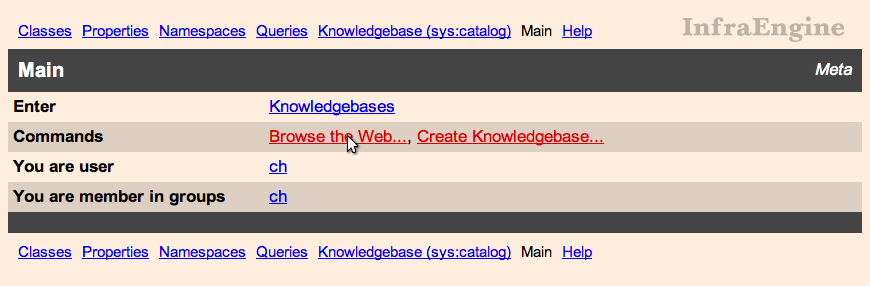 Classes Properties Namespaces Queries Knowledgebase (sys:catalog) Main Help InfraEngine
Main Meta
Enter Knowledgebases
Commands Browse the Web..., Create Knowledgebase...
You are user ch
You are member in groups ch
Classes Properties Namespaces Queries Knowledgebase (sys:catalog) Main Help